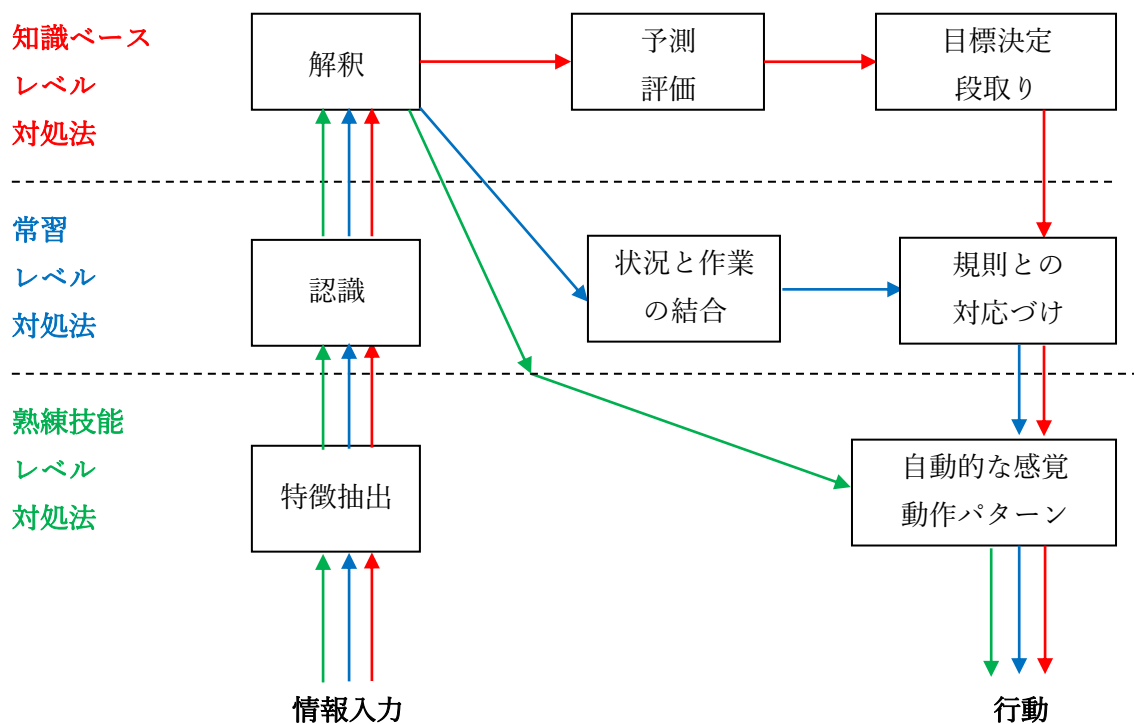 知識ベース
レベル
対処法
解釈
予測
評価
目標決定
段取り
常習
レベル
対処法
認識
状況と作業
の結合
規則との
対応づけ
熟練技能
レベル
対処法
特徴抽出
自動的な感覚
動作パターン
情報入力
行動